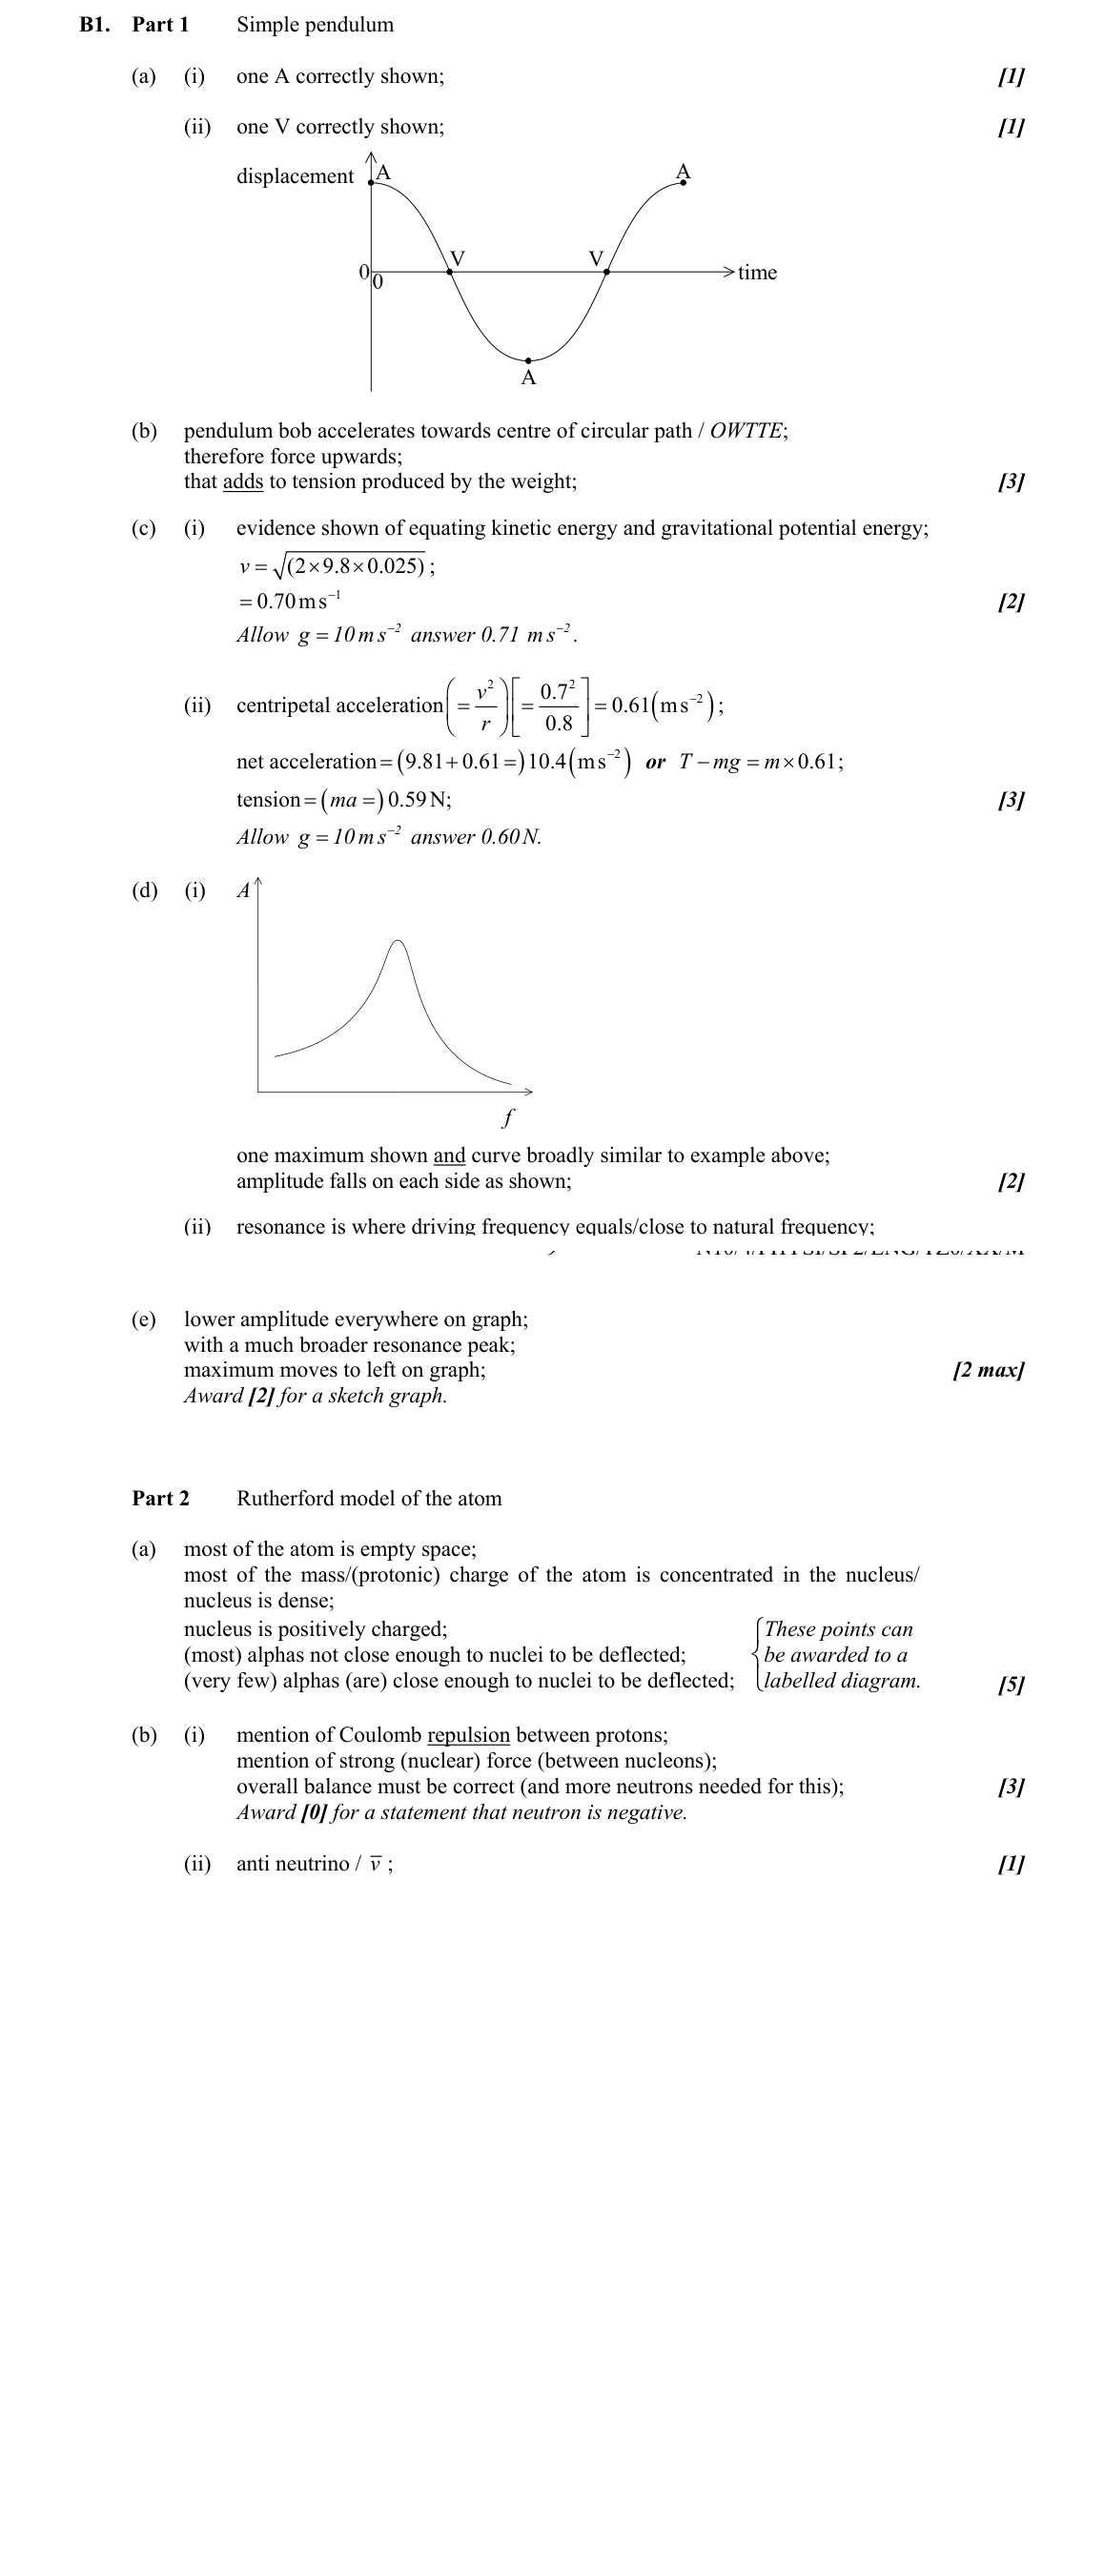 B1. Part 1 Simple pendulum
(a) (i) one A correctly shown; [1]
(ii) one V correctly shown; [1]
displacement A A
V V
0 time
0
A
(b) pendulum bob accelerates towards centre of circular path / OWTTE;
therefore force upwards;
that adds to tension produced by the weight; [3]
(c) (i) evidence shown of equating kinetic energy and gravitational potential energy;
v = √(2×9.8×0.025) ;
= 0.70 m s⁻¹ [2]
Allow g = 10 m s⁻² answer 0.71 m s⁻².
(ii) centripetal acceleration (= v²/r) [= 0.7²/0.8] = 0.61(m s⁻²);
net acceleration = (9.81+0.61=)10.4(m s⁻²) or T − mg = m×0.61;
tension = (ma =)0.59 N; [3]
Allow g = 10 m s⁻² answer 0.60 N.
(d) (i) A
f
one maximum shown and curve broadly similar to example above;
amplitude falls on each side as shown; [2]
(ii) resonance is where driving frequency equals/close to natural frequency;
(e) lower amplitude everywhere on graph;
with a much broader resonance peak;
maximum moves to left on graph; [2 max]
Award [2] for a sketch graph.
Part 2 Rutherford model of the atom
(a) most of the atom is empty space;
most of the mass/(protonic) charge of the atom is concentrated in the nucleus/
nucleus is dense;
nucleus is positively charged; These points can
(most) alphas not close enough to nuclei to be deflected; be awarded to a
(very few) alphas (are) close enough to nuclei to be deflected; labelled diagram. [5]
(b) (i) mention of Coulomb repulsion between protons;
mention of strong (nuclear) force (between nucleons);
overall balance must be correct (and more neutrons needed for this); [3]
Award [0] for a statement that neutron is negative.
(ii) anti neutrino / v̅ ; [1]